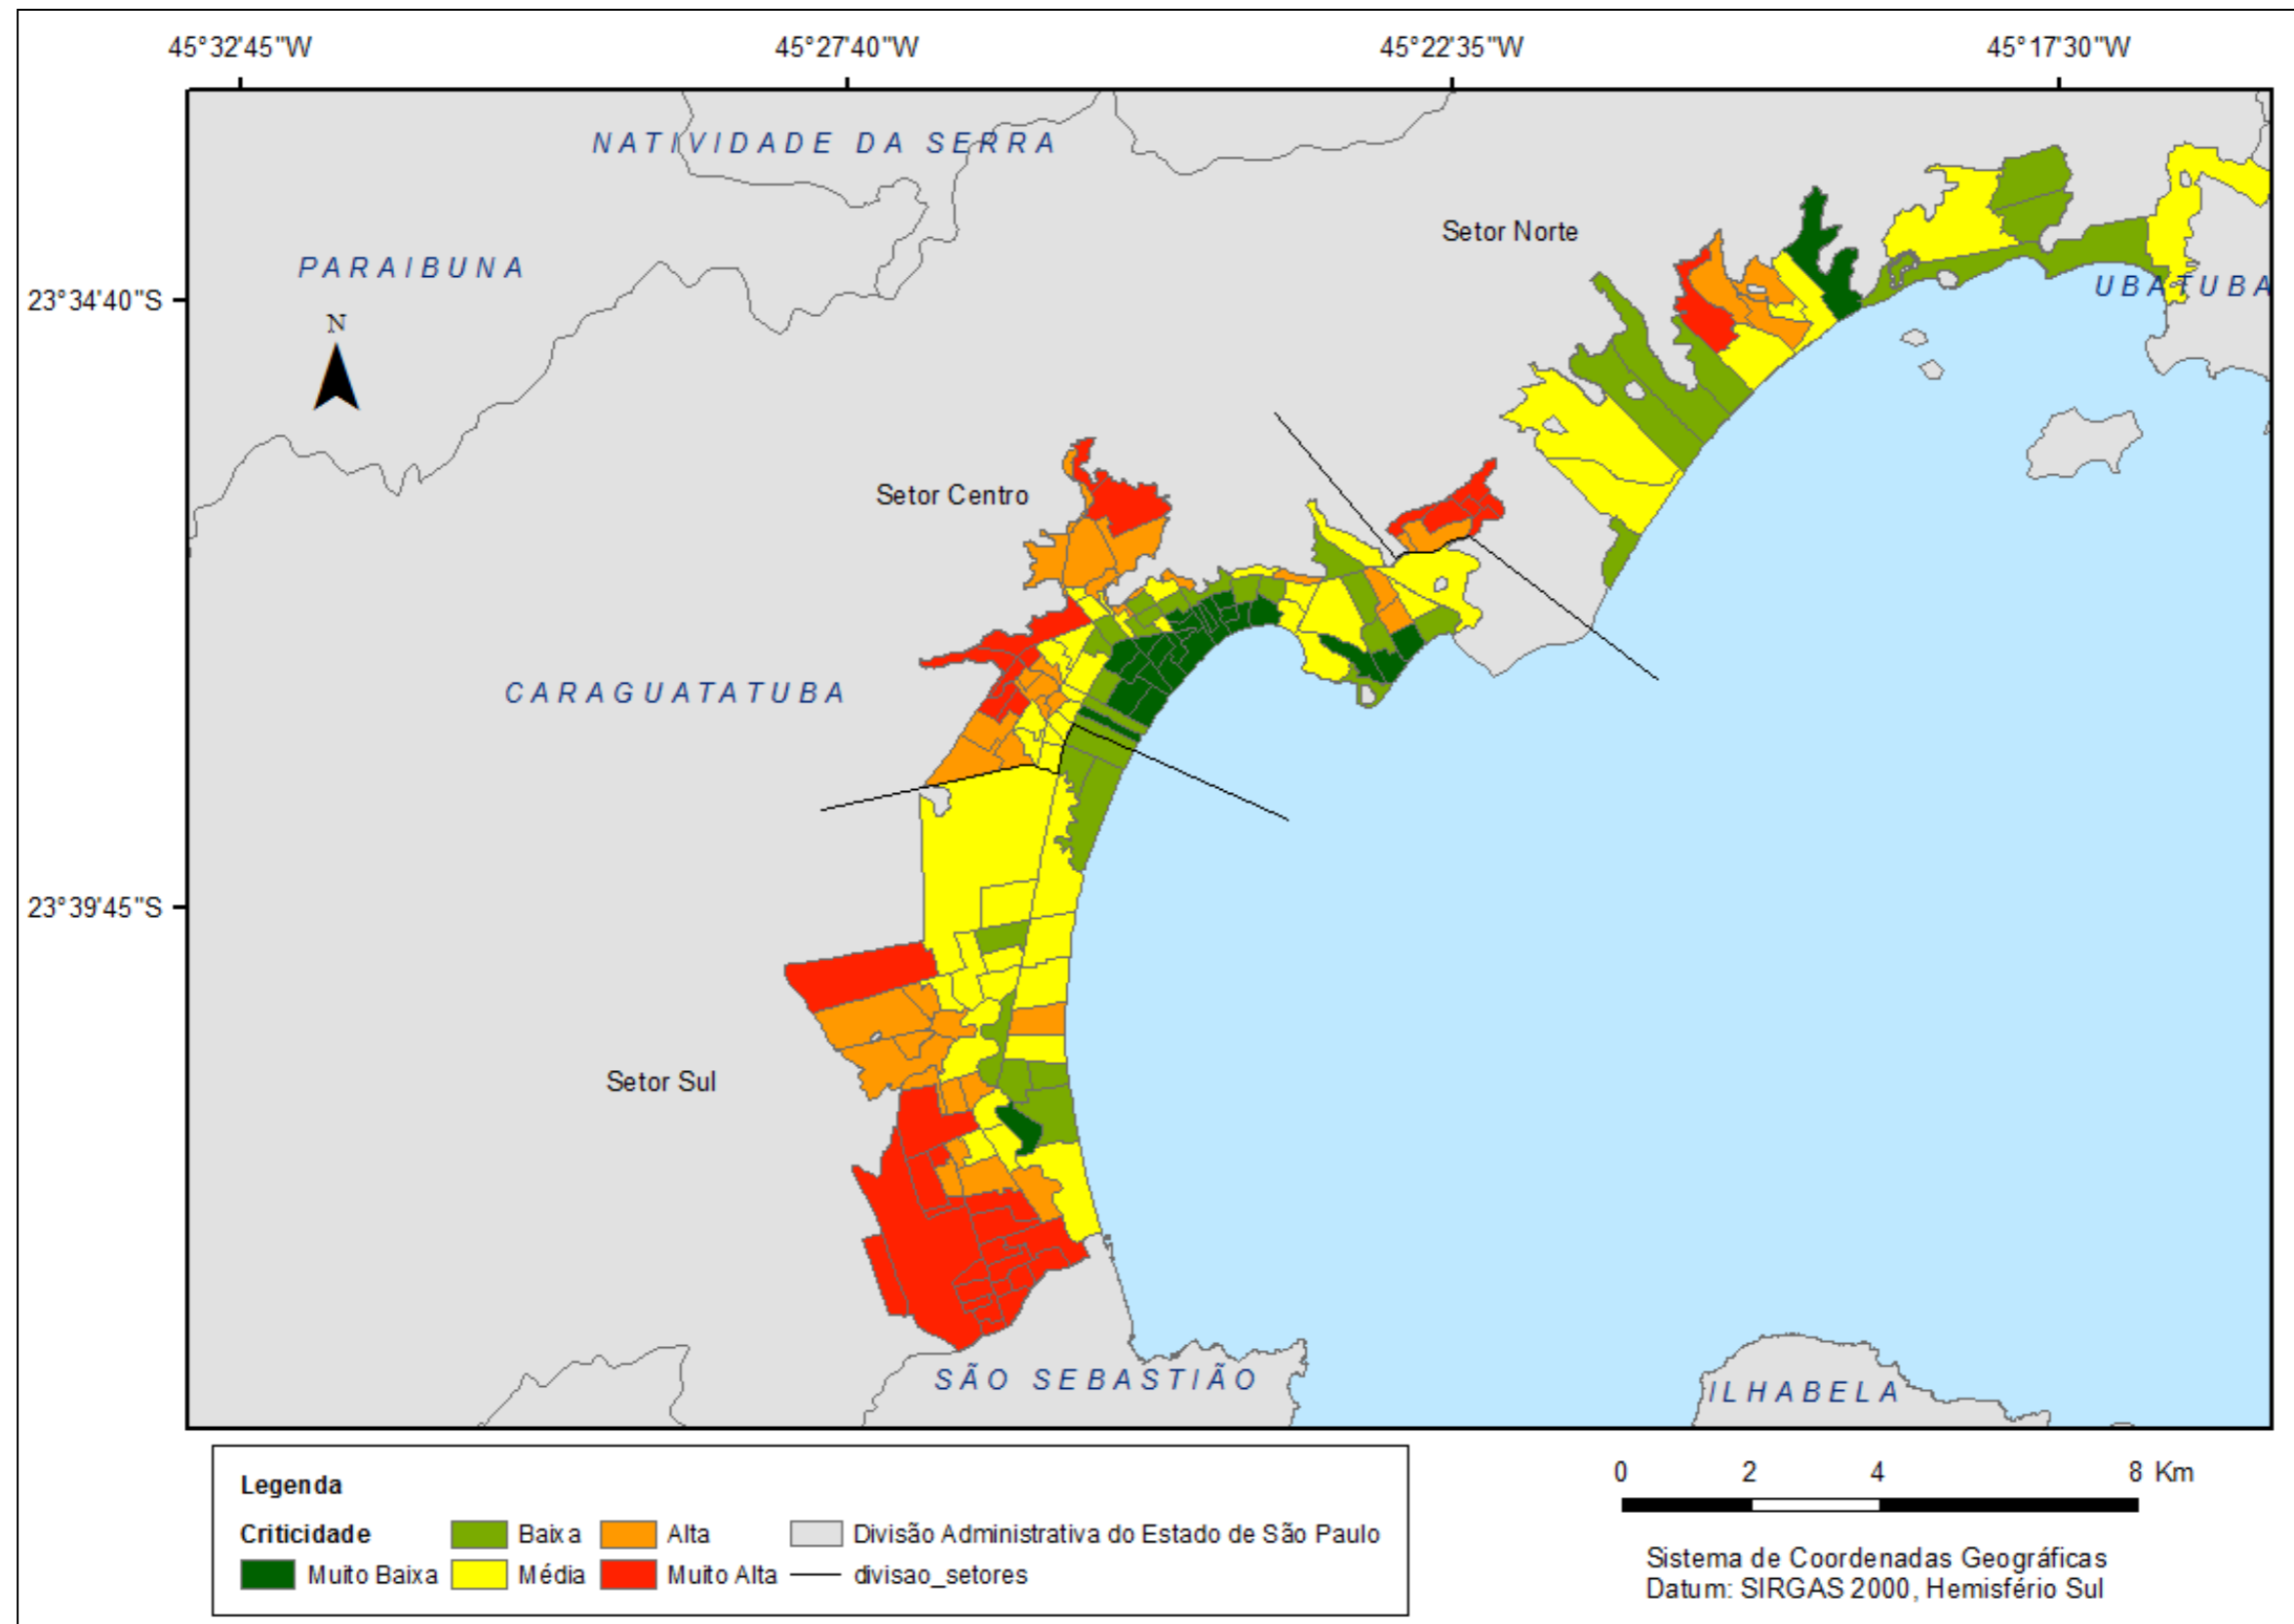 45°32'45"W 45°27'40"W 45°22'35"W 45°17'30"W
NATIVIDADE DA SERRA
Setor Norte
PARAIBUNA
UBATUBA
23°34'40"S
N
Setor Centro
CARAGUATATUBA
23°39'45"S
Setor Sul
SÃO SEBASTIÃO
ILHABELA
Legenda
Criticidade Baixa Alta Divisão Administrativa do Estado de São Paulo
Muito Baixa Média Muito Alta divisao_setores
0 2 4 8 Km
Sistema de Coordenadas Geográficas
Datum: SIRGAS 2000, Hemisfério Sul